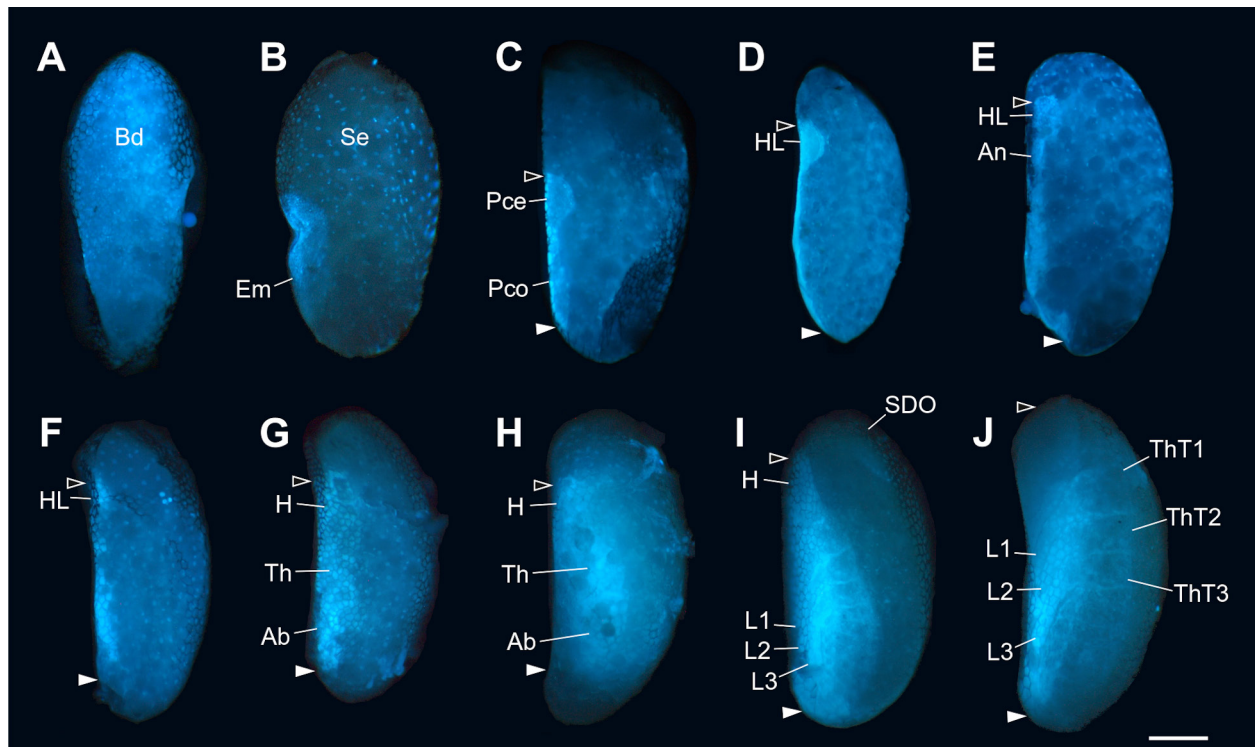 A
B
C
D
E
Bd
Se
Em
Pce
Pco
HL
HL
An
F
G
H
I
J
HL
H
Th
Ab
H
Th
Ab
SDO
H
L1
L2
L3
ThT1
ThT2
ThT3
L1
L2
L3